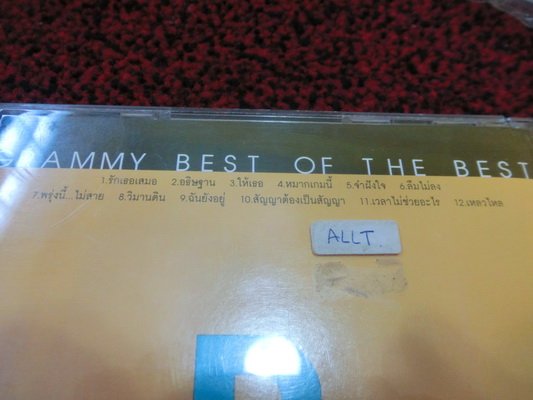 GRAMMY BEST OF THE BEST
1.รักเธอเสมอ 2.อธิษฐาน 3.ให้เธอ 4.หมากเกมนี้ 5.จำฝังใจ 6.ลืมไม่ลง
7.พรุ่งนี้...ไม่สาย 8.วิมานดิน 9.ฉันยังอยู่ 10.สัญญาต้องเป็นสัญญา 11.เวลาไม่ช่วยอะไร 12.เหลวไหล
ALLT.